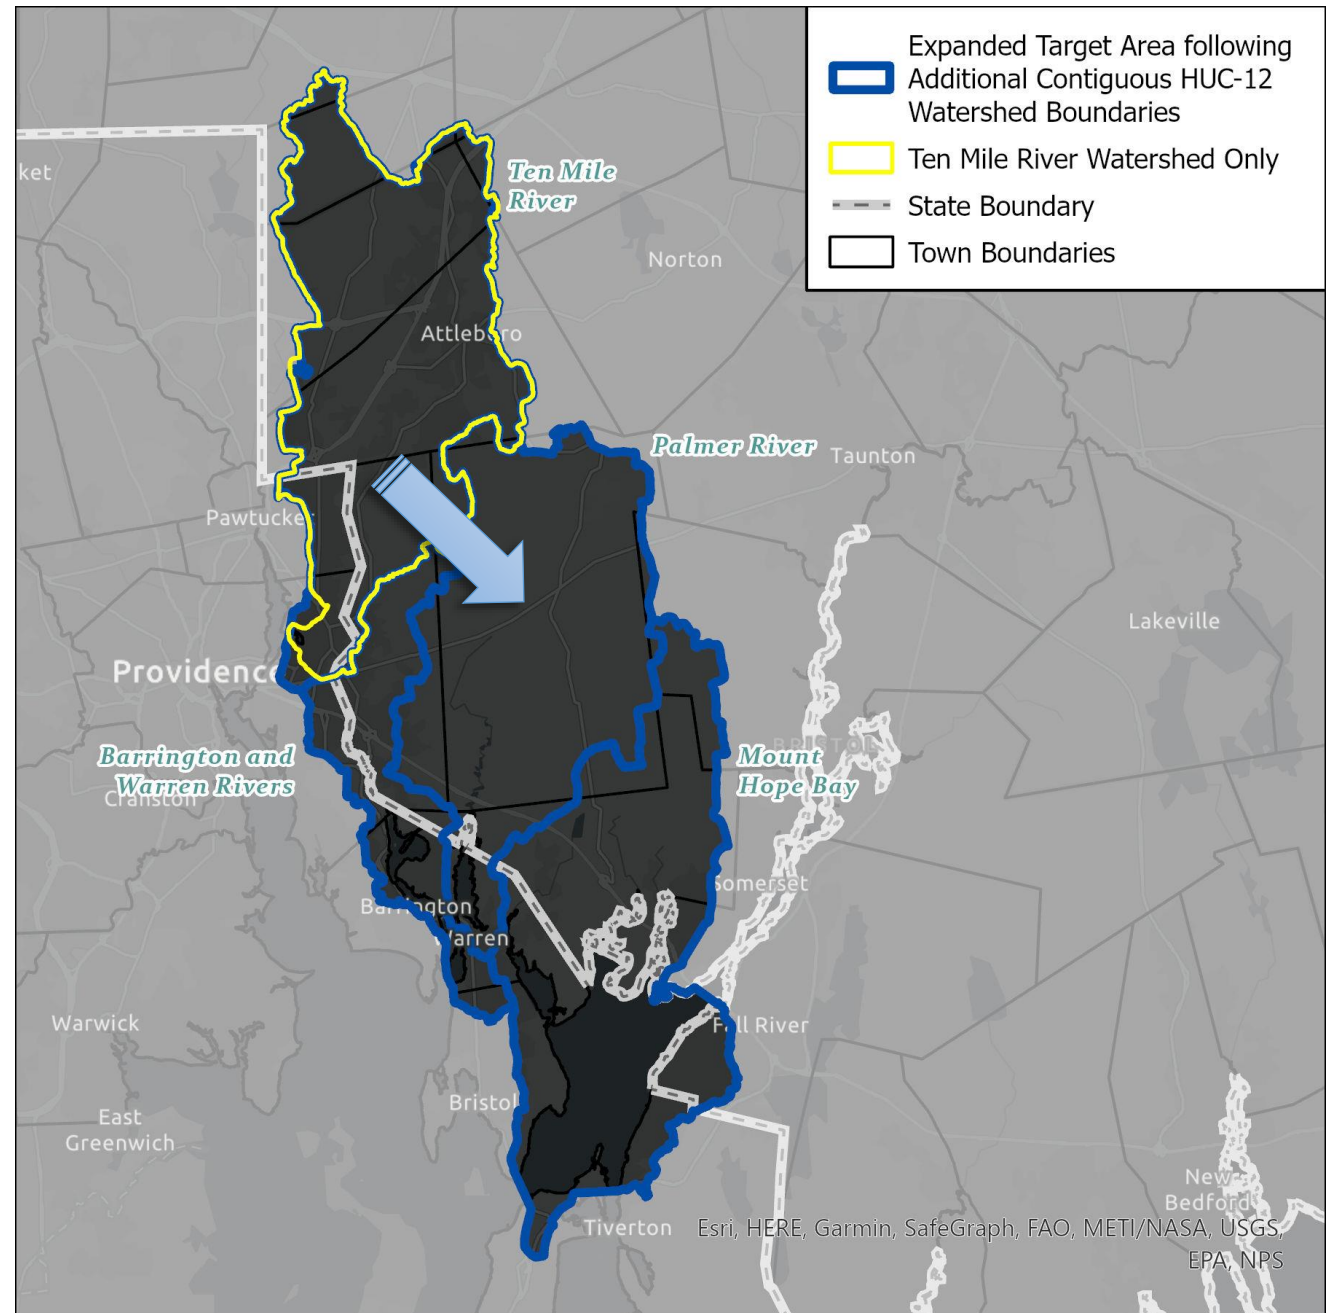 Expanded Target Area following
Additional Contiguous HUC-12
Watershed Boundaries
Ten Mile River Watershed Only
State Boundary
Town Boundaries
ket
Ten Mile
River
Norton
Attleboro
Palmer River
Taunton
Pawtucket
Lakeville
Providence
BRISTOL
Barrington and
Warren Rivers
Mount
Hope Bay
Cranston
Somerset
Barrington
Warren
Warwick
Fall River
Bristol
East
Greenwich
New
Bedford
Tiverton
Esri, HERE, Garmin, SafeGraph, FAO, METI/NASA, USGS,
EPA, NPS